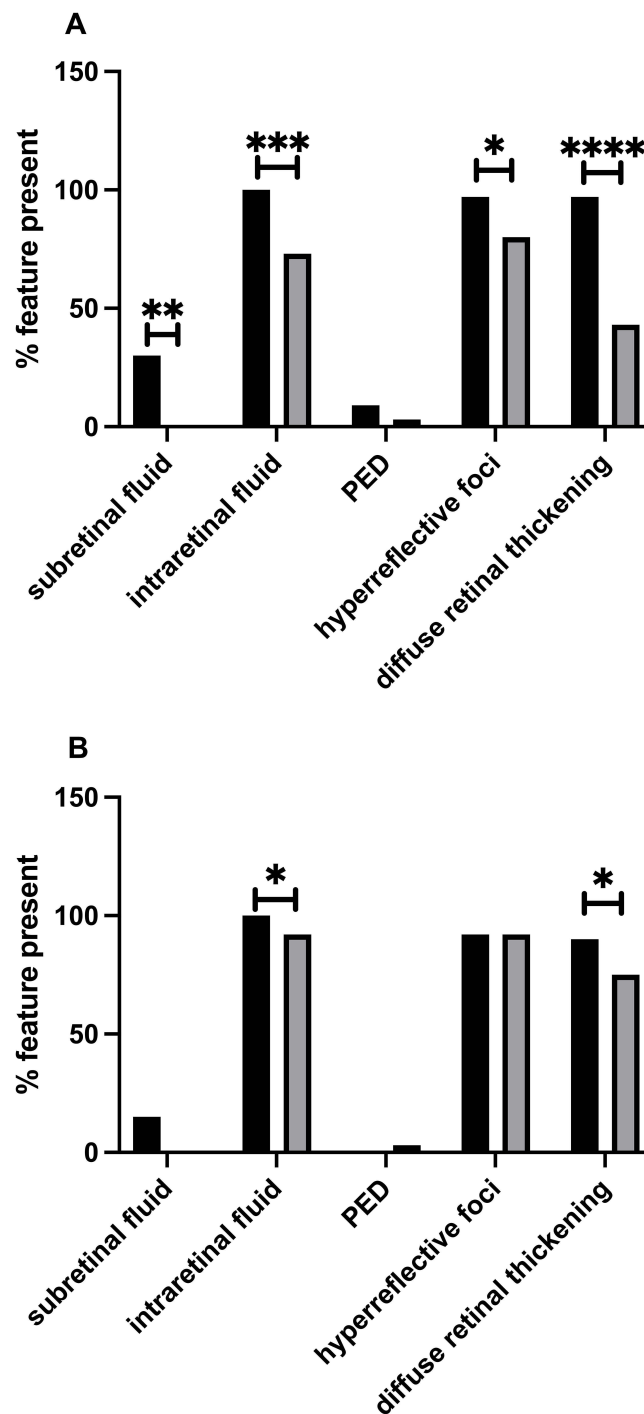 A
% feature present
150
100
50
0
**
***
*
****
subretinal fluid
intraretinal fluid
PED
hyperreflective foci
diffuse retinal thickening
B
% feature present
150
100
50
0
*
*
subretinal fluid
intraretinal fluid
PED
hyperreflective foci
diffuse retinal thickening